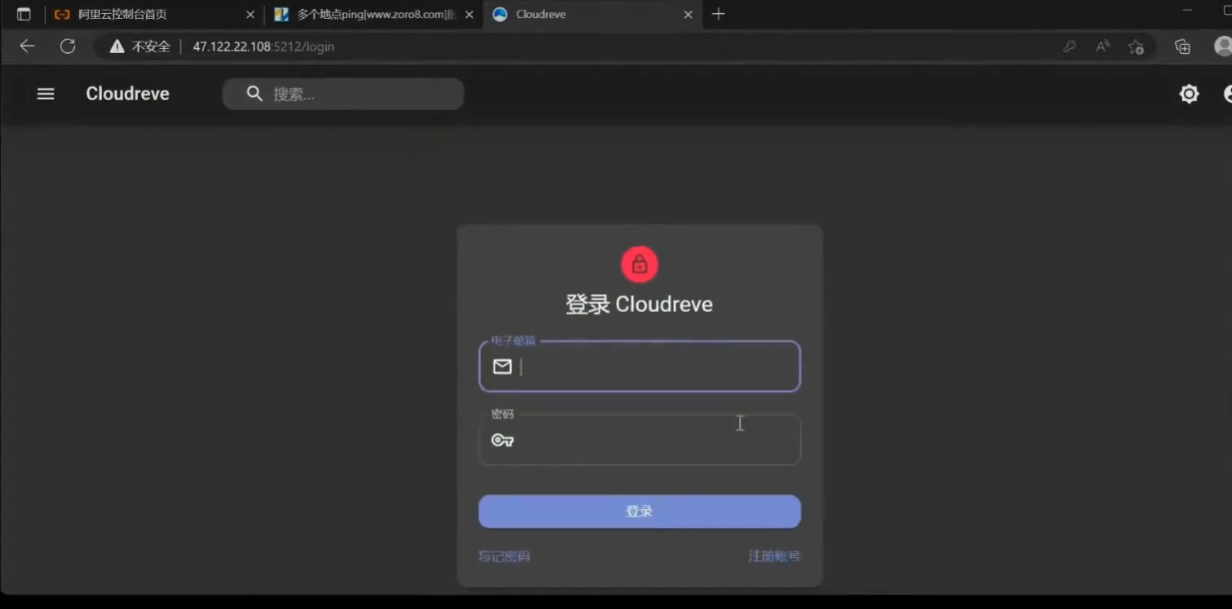 阿里云控制台首页
多个地点ping[www.zoro8.com]服
Cloudreve
不安全
47.122.22.108:5212/login
Cloudreve
搜索...
登录 Cloudreve
电子邮箱
密码
登录
忘记密码
注册账号